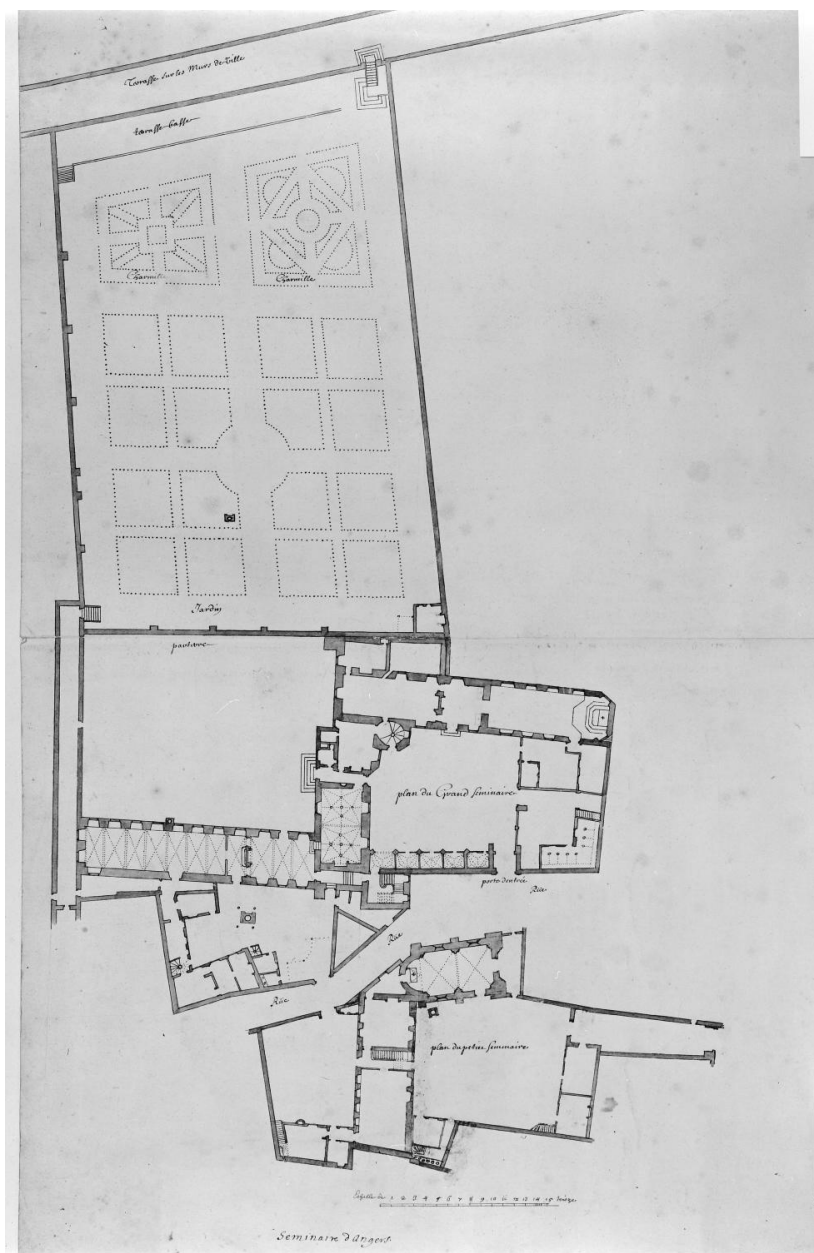 Terrasse sur les Murs de Ville
terrasse basse
Charmille
Charmille
Jardin
parterre
plan du Grand Seminaire
porte d'entrée
Rüe
Rüe
Rüe
plan du petit Seminaire
Eschelle de 1 2 3 4 5 6 7 8 9 10 11 12 13 14 15 toises
Seminaire d'Angers.